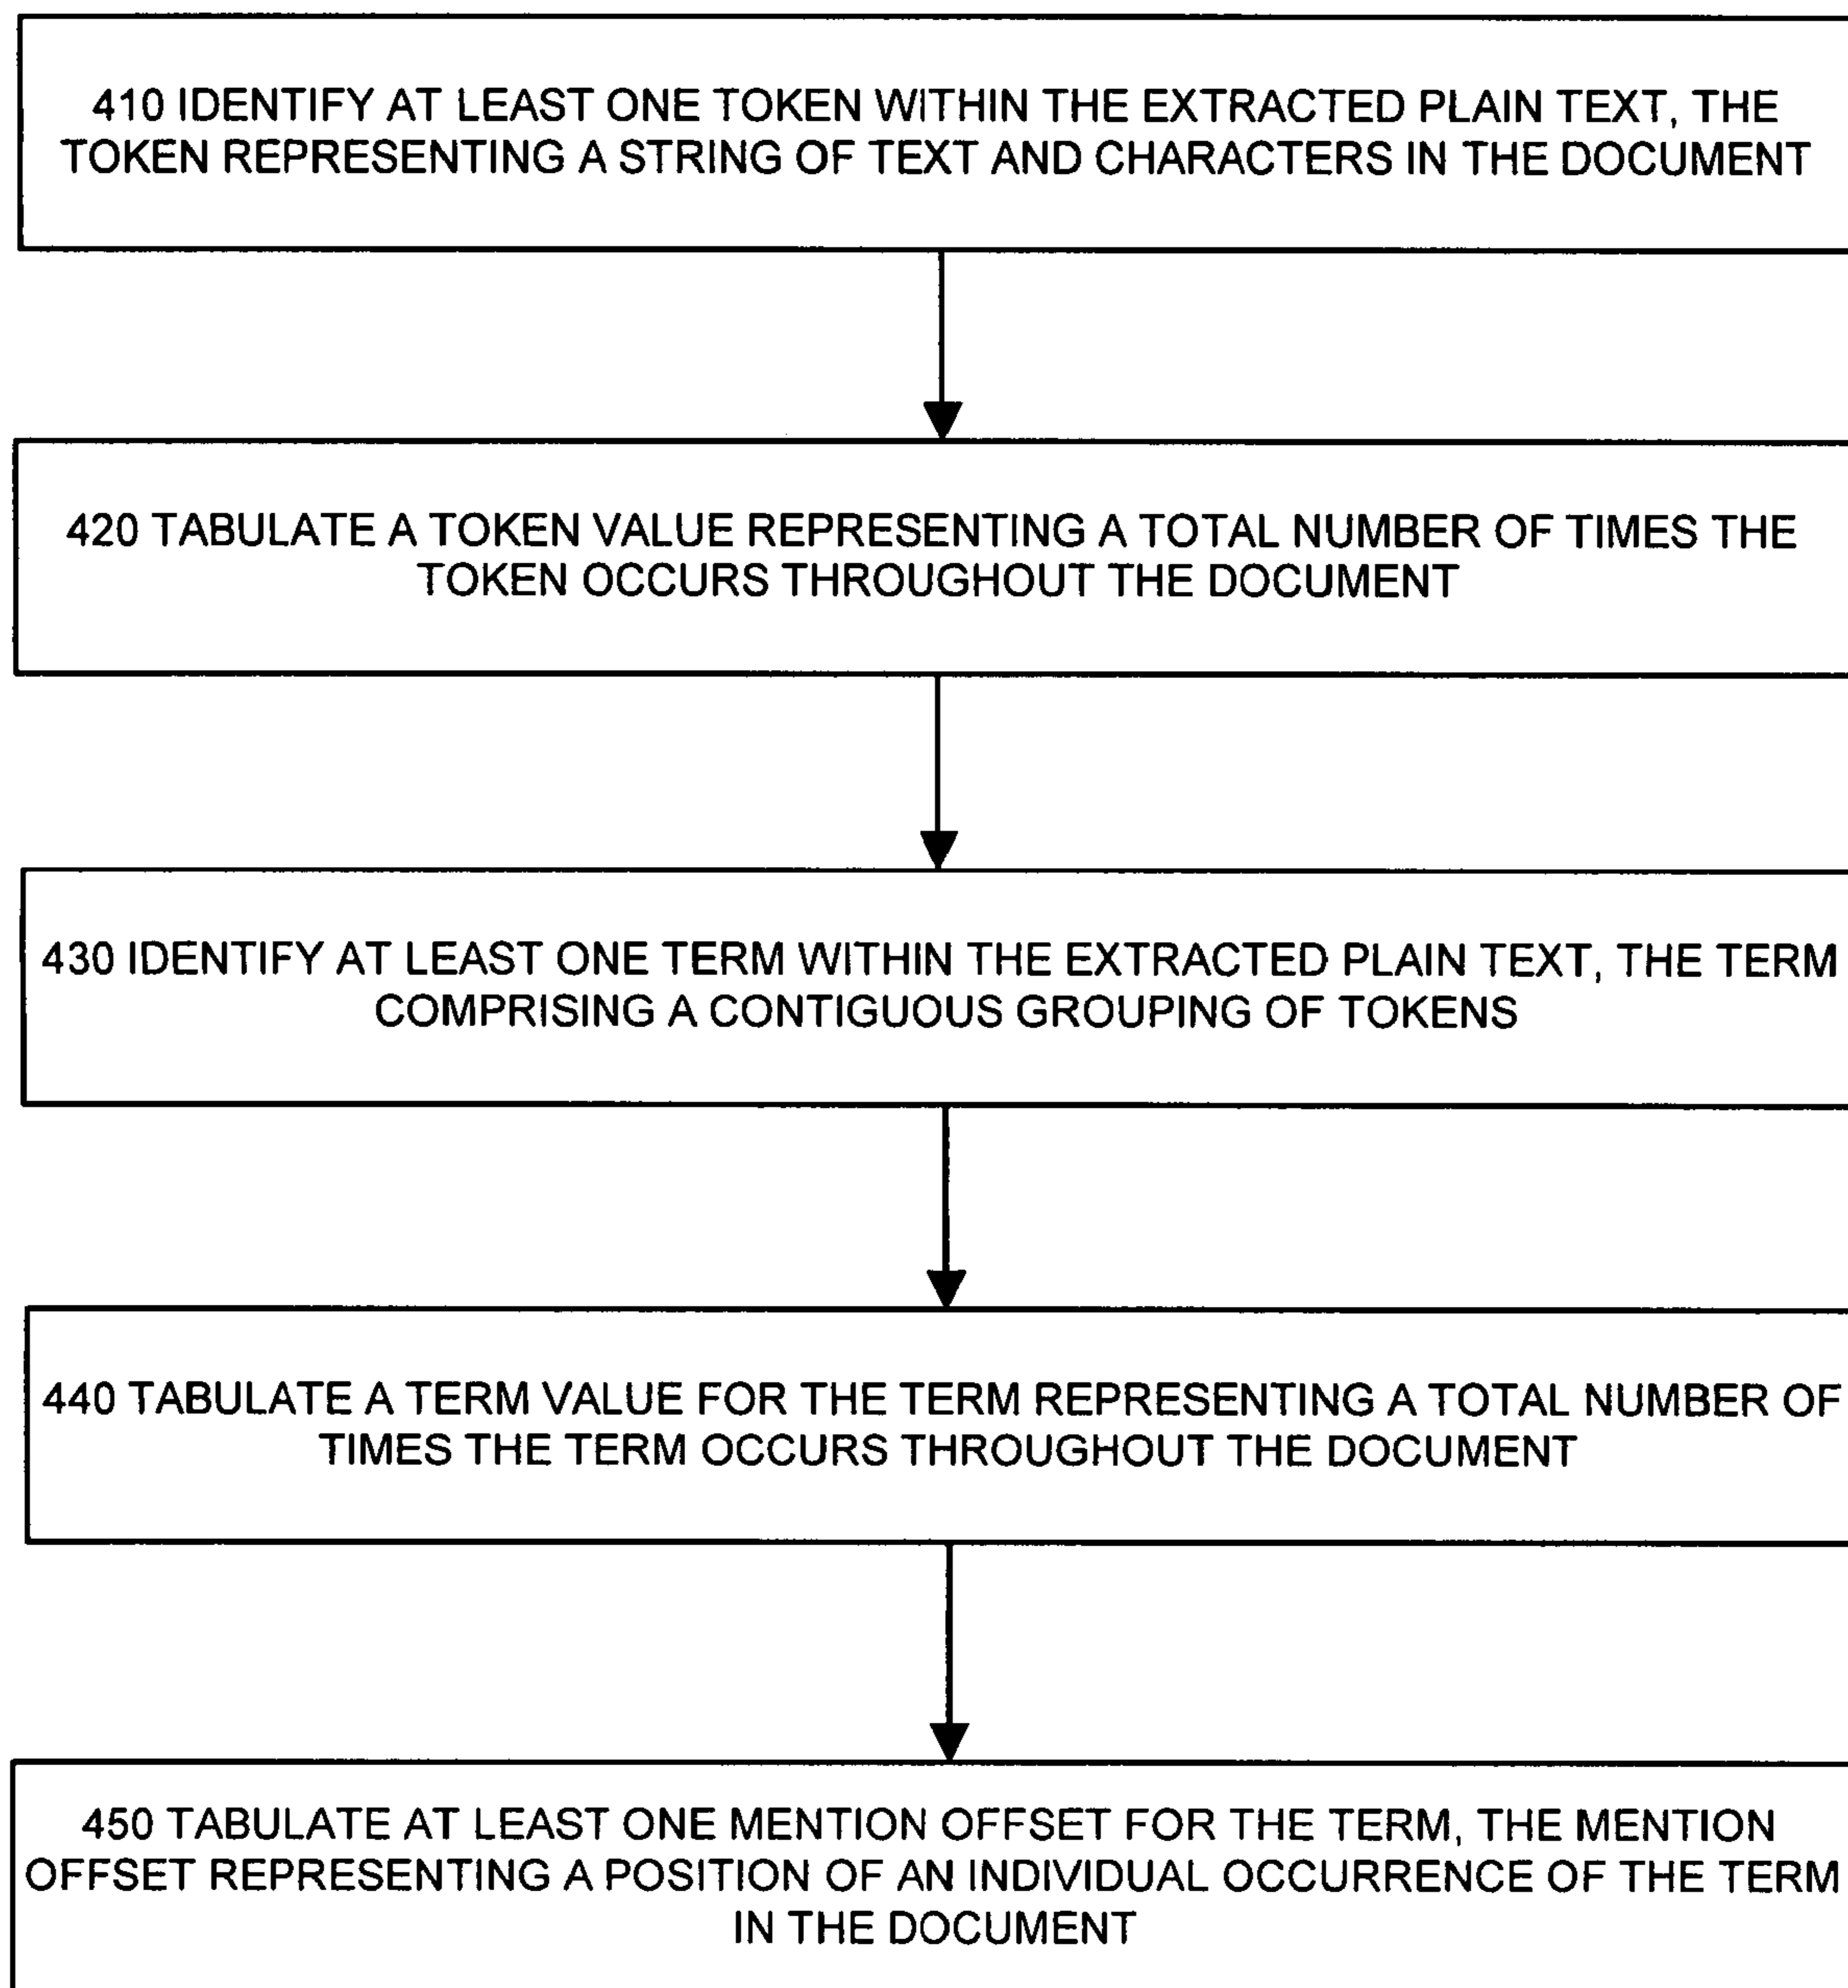 410 IDENTIFY AT LEAST ONE TOKEN WITHIN THE EXTRACTED PLAIN TEXT, THE
TOKEN REPRESENTING A STRING OF TEXT AND CHARACTERS IN THE DOCUMENT
420 TABULATE A TOKEN VALUE REPRESENTING A TOTAL NUMBER OF TIMES THE
TOKEN OCCURS THROUGHOUT THE DOCUMENT
430 IDENTIFY AT LEAST ONE TERM WITHIN THE EXTRACTED PLAIN TEXT, THE TERM
COMPRISING A CONTIGUOUS GROUPING OF TOKENS
440 TABULATE A TERM VALUE FOR THE TERM REPRESENTING A TOTAL NUMBER OF
TIMES THE TERM OCCURS THROUGHOUT THE DOCUMENT
450 TABULATE AT LEAST ONE MENTION OFFSET FOR THE TERM, THE MENTION
OFFSET REPRESENTING A POSITION OF AN INDIVIDUAL OCCURRENCE OF THE TERM
IN THE DOCUMENT